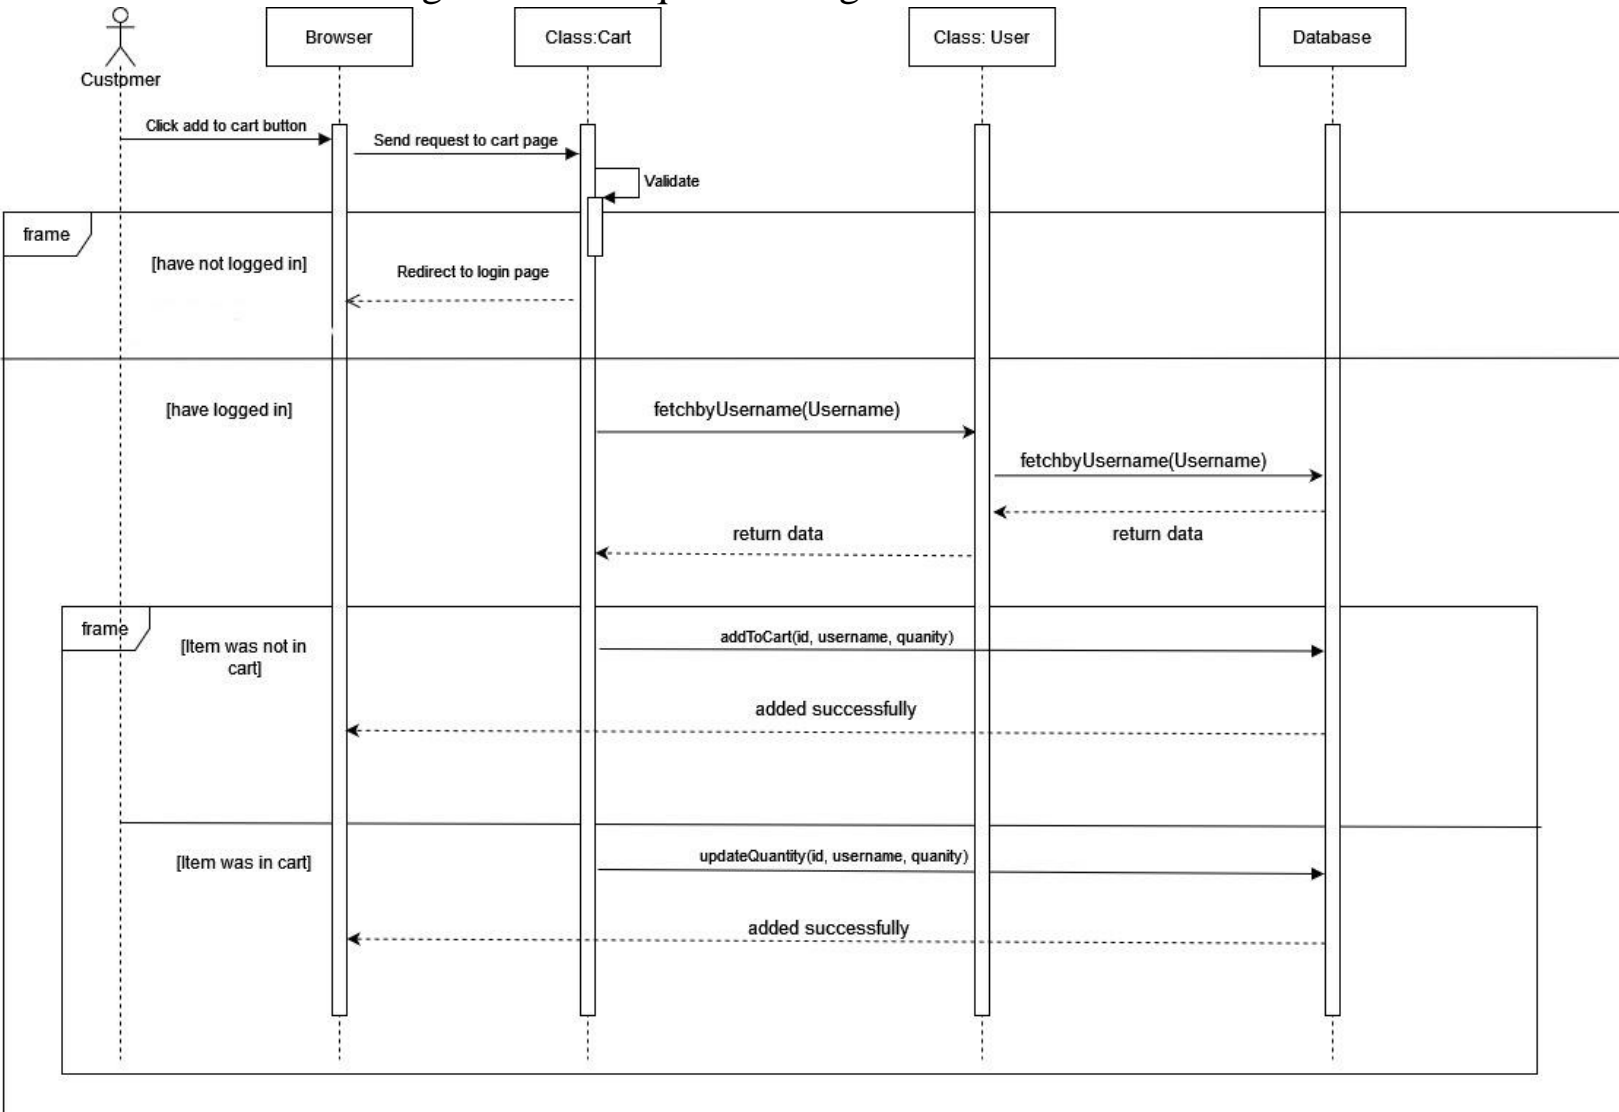 Browser
Class:Cart
Class: User
Database
Customer
Click add to cart button
Send request to cart page
Validate
frame
[have not logged in]
Redirect to login page
[have logged in]
fetchbyUsername(Username)
fetchbyUsername(Username)
return data
return data
frame
[Item was not in
cart]
addToCart(id, username, quanity)
added successfully
[Item was in cart]
updateQuantity(id, username, quanity)
added successfully